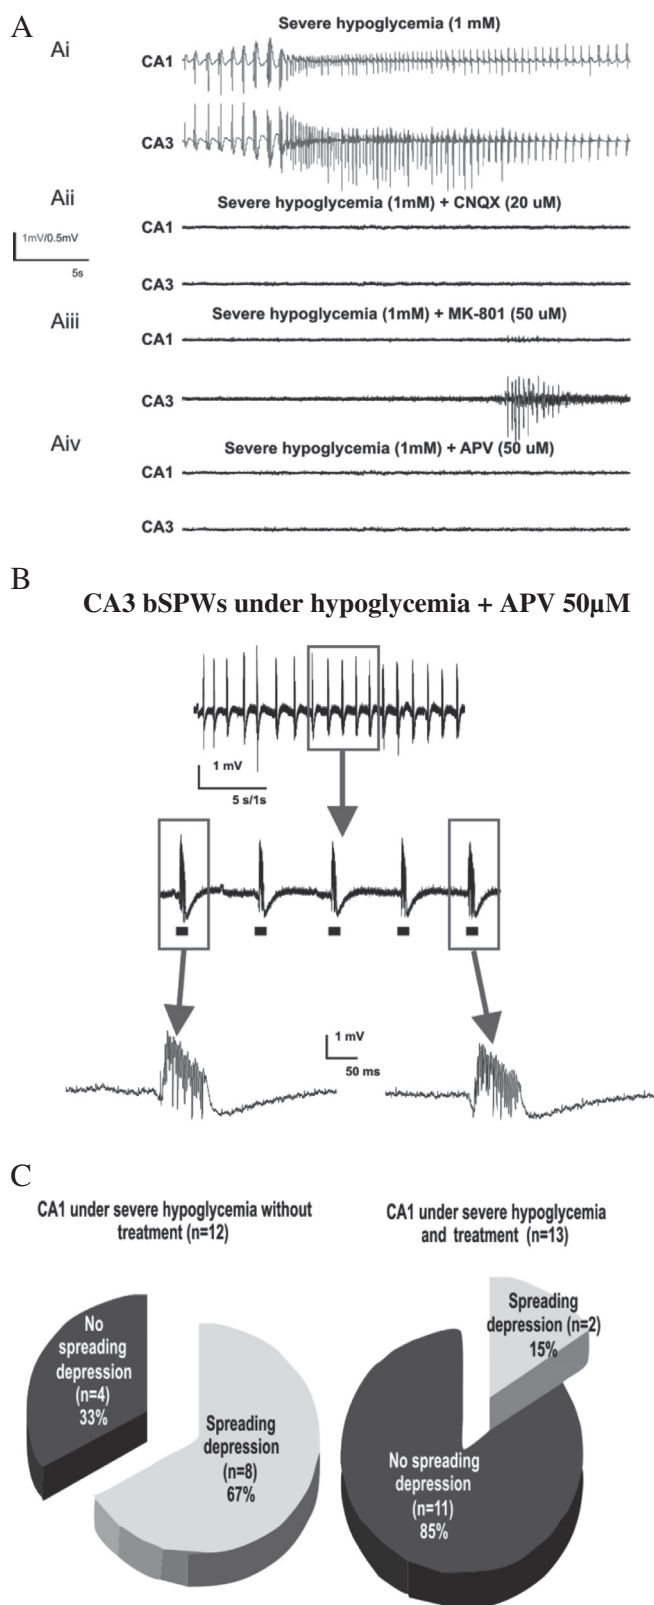 A
Severe hypoglycemia (1 mM)
Ai
CA1
CA3
Aii
Severe hypoglycemia (1mM) + CNQX (20 uM)
CA1
1mV/0.5mV
5s
CA3
Aiii
Severe hypoglycemia (1mM) + MK-801 (50 uM)
CA1
CA3
Aiv
Severe hypoglycemia (1mM) + APV (50 uM)
CA1
CA3
B
CA3 bSPWs under hypoglycemia + APV 50µM
1 mV
5 s/1s
1 mV
50 ms
C
CA1 under severe hypoglycemia without
treatment (n=12)
No
spreading
depression
(n=4)
33%
Spreading
depression
(n=8)
67%
CA1 under severe hypoglycemia
and treatment (n=13)
Spreading
depression (n=2)
15%
No spreading
depression
(n=11)
85%